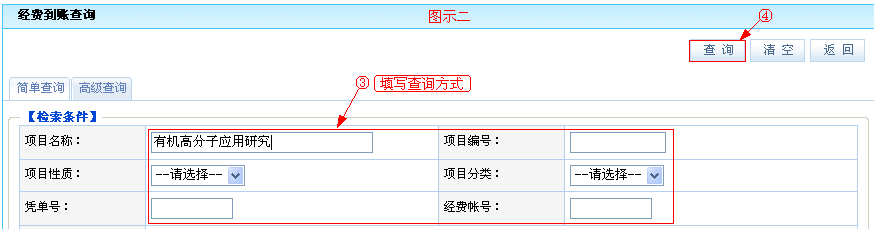 经费到账查询 图示二 ④
查 询 清 空 返 回
简单查询 高级查询 ③ 填写查询方式
【检索条件】
项目名称： 有机高分子应用研究 项目编号：
项目性质： --请选择-- 项目分类： --请选择--
凭单号： 经费帐号：